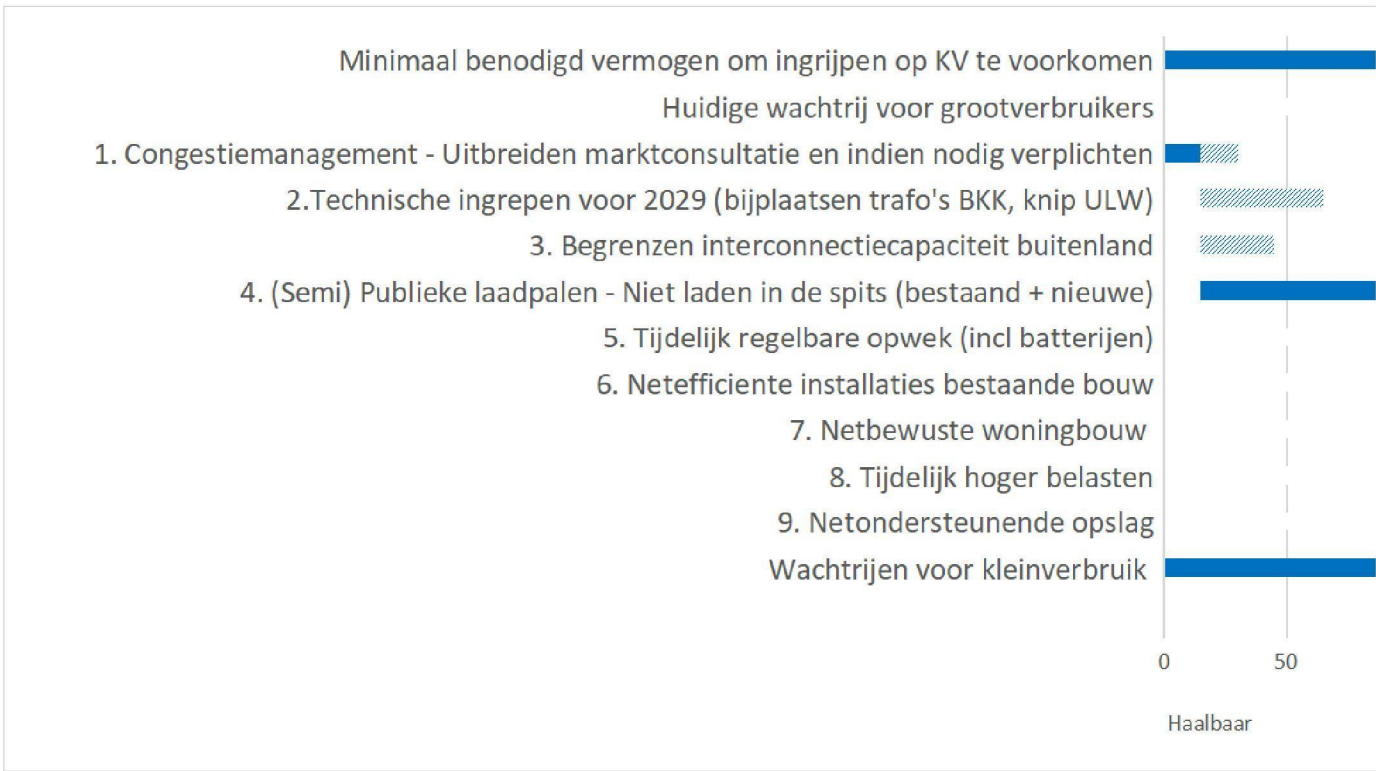 Minimaal benodigd vermogen om ingrijpen op KV te voorkomen
Huidige wachtrij voor grootverbruikers
1. Congestiemanagement - Uitbreiden marktconsultatie en indien nodig verplichten
2.Technische ingrepen voor 2029 (bijplaatsen trafo's BKK, knip ULW)
3. Begrenzen interconnectiecapaciteit buitenland
4. (Semi) Publieke laadpalen - Niet laden in de spits (bestaand + nieuwe)
5. Tijdelijk regelbare opwek (incl batterijen)
6. Netefficiente installaties bestaande bouw
7. Netbewuste woningbouw
8. Tijdelijk hoger belasten
9. Netondersteunende opslag
Wachtrijen voor kleinverbruik
0 50
Haalbaar